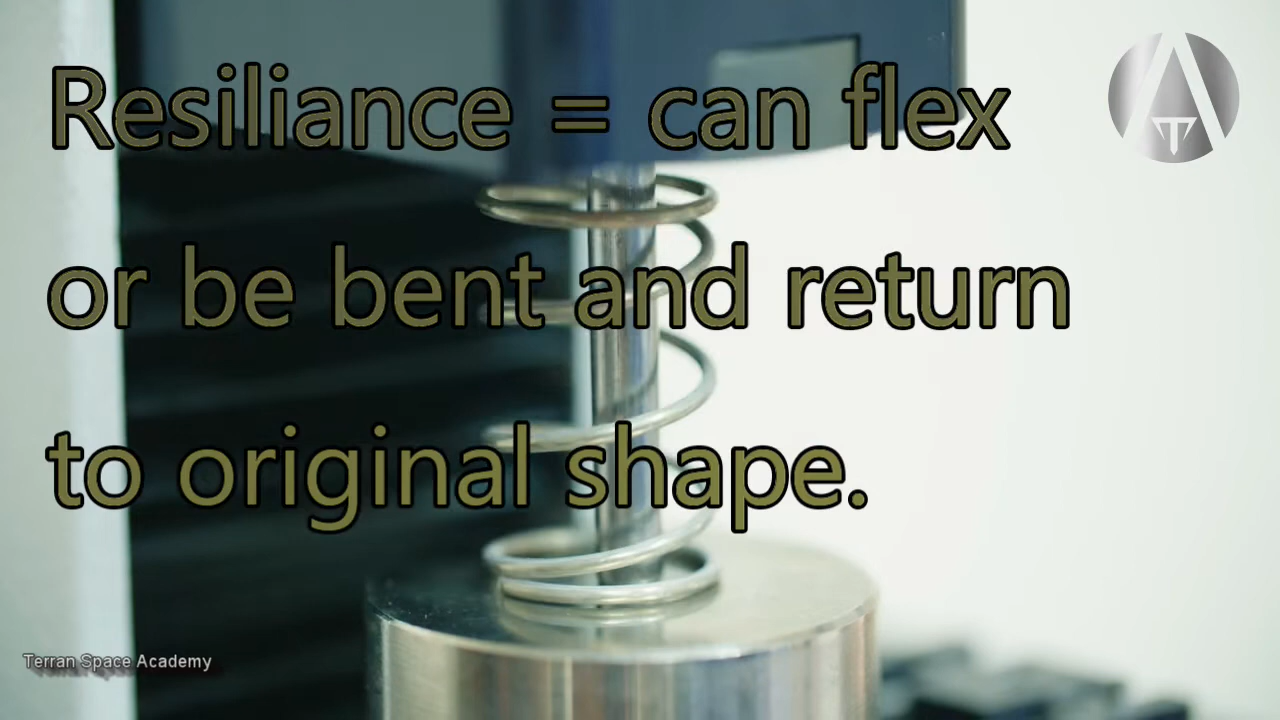 Resiliance = can flex
or be bent and return
to original shape.
Terran Space Academy